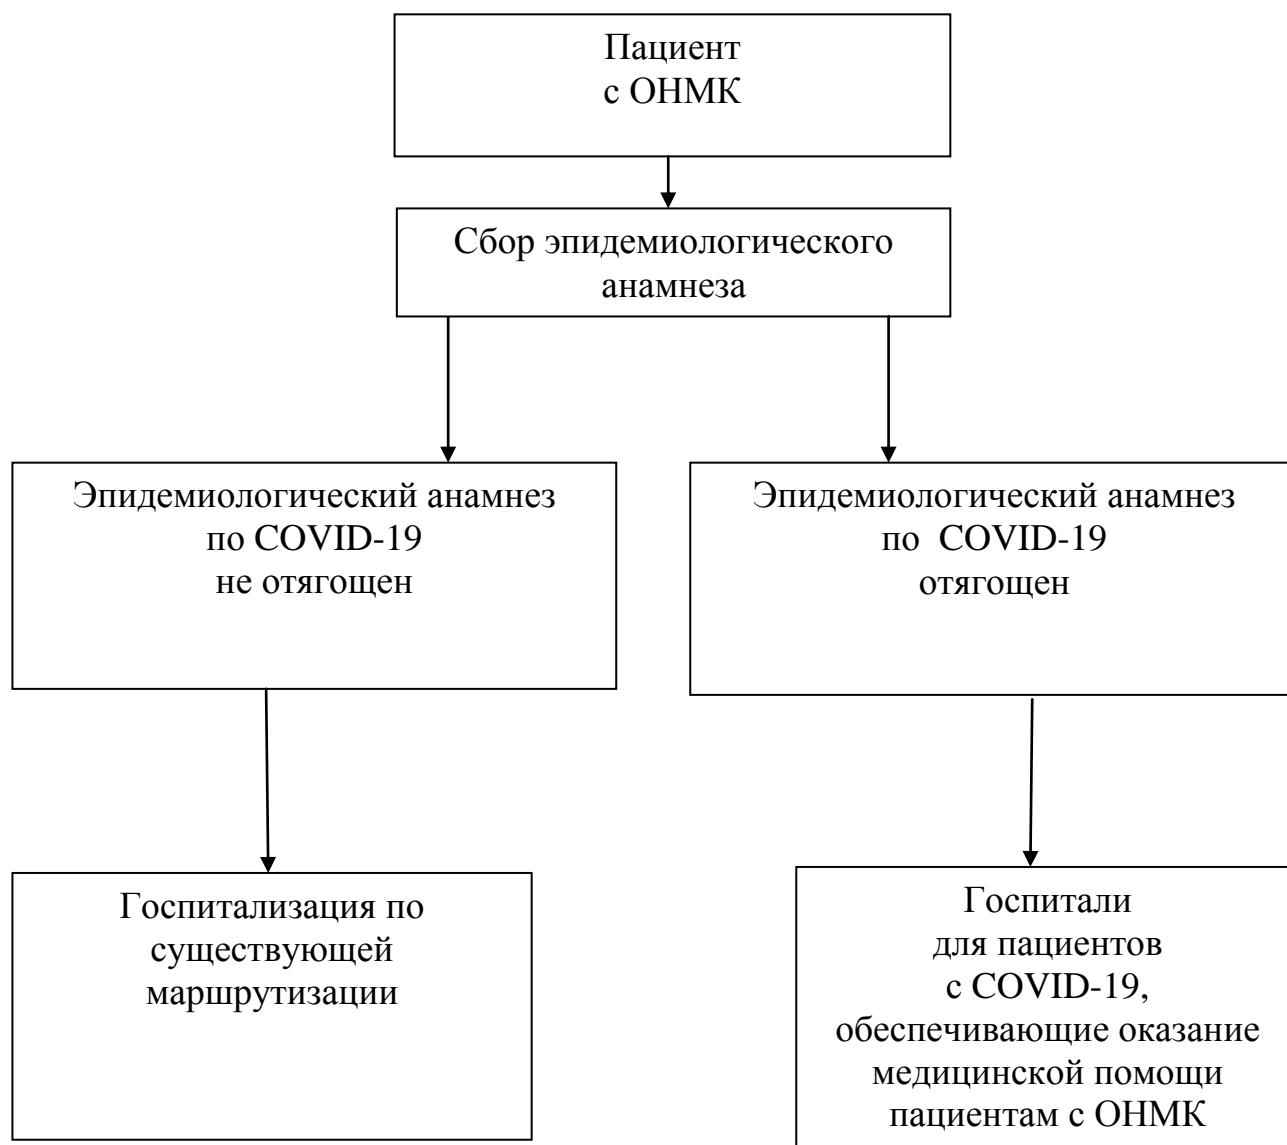 Пациент
с ОНМК
Сбор эпидемиологического
анамнеза
Эпидемиологический анамнез
по COVID-19
не отягощен
Эпидемиологический анамнез
по COVID-19
отягощен
Госпитализация по
существующей
маршрутизации
Госпитали
для пациентов
с COVID-19,
обеспечивающие оказание
медицинской помощи
пациентам с ОНМК